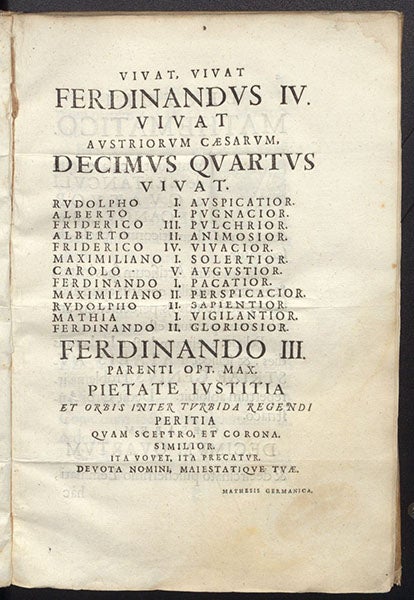 VIVAT, VIVAT
FERDINANDVS IV.
VIVAT
AVSTRIORVM CÆSARVM,
DECIMVS QVARTVS
VIVAT.
RVDOLPHO I. AVSPICATIOR.
ALBERTO I. PVGNACIOR.
FRIDERICO III. PVLCHRIOR.
ALBERTO II. ANIMOSIOR.
FRIDERICO IV. VIVACIOR.
MAXIMILIANO I. SOLERTIOR.
CAROLO V. AVGVSTIOR.
FERDINANDO I. PACATIOR.
MAXIMILIANO II. PERSPICACIOR.
RVDOLPHO II. SAPIENTIOR.
MATHIA I. VIGILANTIOR.
FERDINANDO II. GLORIOSIOR.
FERDINANDO III.
PARENTI OPT. MAX.
PIETATE IVSTITIA
ET ORBIS INTER TVRBIDA REGENDI
PERITIA
QVAM SCEPTRO, ET CORONA.
SIMILIOR.
ITA VOVET, ITA PRECATVR.
DEVOTA NOMINI, MAIESTATIQVE TVÆ.
MATHESIS GERMANICA.